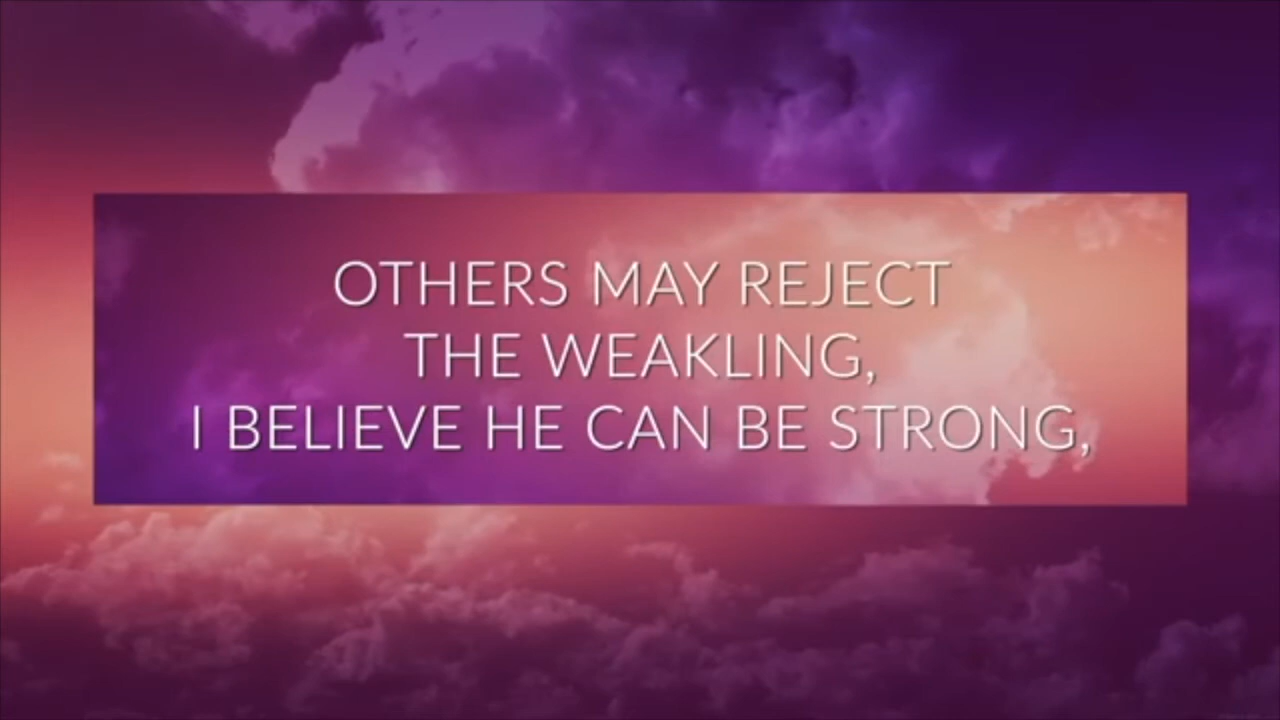 OTHERS MAY REJECT
THE WEAKLING,
I BELIEVE HE CAN BE STRONG,